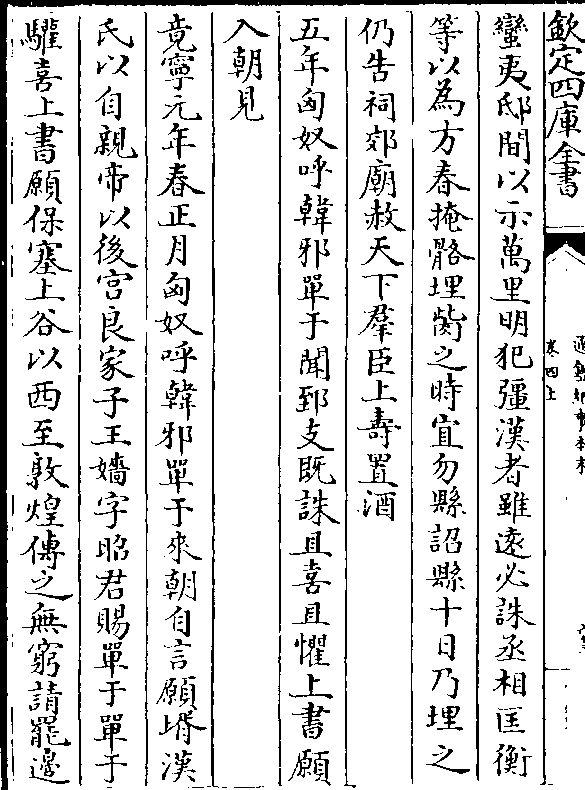 欽定四庫全書
通鑑紀事本末
卷四上
蠻夷邸間以示萬里明犯彊漢者雖遠必誅丞相匡衡
等以為方春掩骼埋胔之時宜勿縣詔縣十日乃埋之
仍告祠郊廟赦天下羣臣上壽置酒
五年匈奴呼韓邪單于聞郅支既誅且喜且懼上書願
入朝見
竟寧元年春正月匈奴呼韓邪單于來朝自言願壻漢
氏以自親帝以後宮良家子王嬙字昭君賜單于單于
驩喜上書願保塞上谷以西至敦煌傳之無窮請罷邊